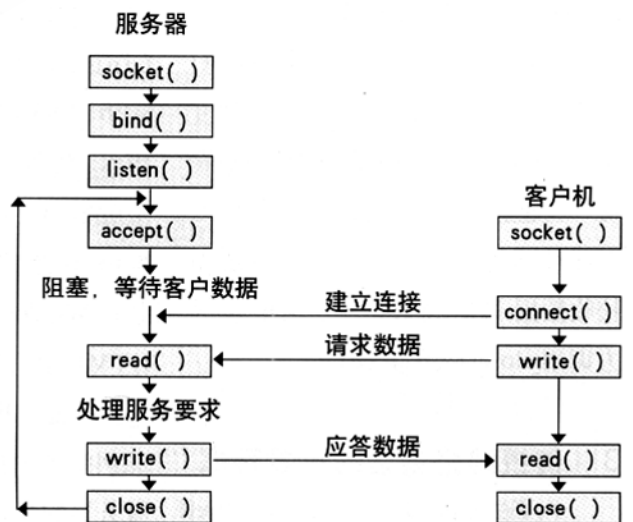 服务器
socket( )
bind( )
listen( )
accept( )
阻塞，等待客户数据
read( )
处理服务要求
write( )
close( )
建立连接
请求数据
应答数据
客户机
socket( )
connect( )
write( )
read( )
close( )